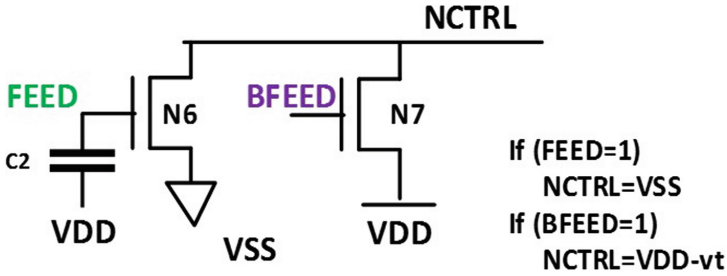 NCTRL
FEED
BFEED
N6
N7
C2
VDD
VSS
VDD
If (FEED=1)
NCTRL=VSS
If (BFEED=1)
NCTRL=VDD-vt